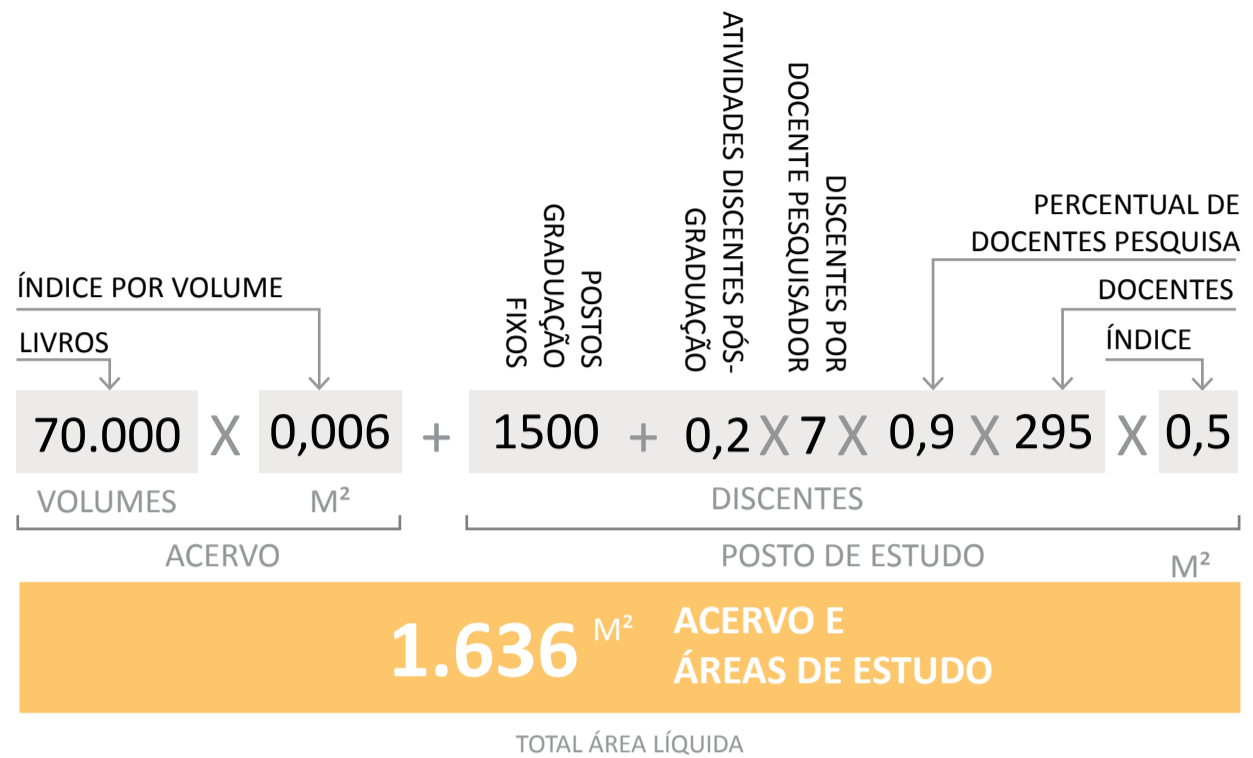 ÍNDICE POR VOLUME
LIVROS
POSTOS
GRADUAÇÃO
FIXOS
ATIVIDADES DISCENTES PÓS-
GRADUAÇÃO
DISCENTES POR
DOCENTE PESQUISADOR
PERCENTUAL DE
DOCENTES PESQUISA
DOCENTES
ÍNDICE
70.000 X 0,006 + 1500 + 0,2 X 7 X 0,9 X 295 X 0,5
VOLUMES M² DISCENTES
ACERVO POSTO DE ESTUDO M²
1.636 M² ACERVO E
ÁREAS DE ESTUDO
TOTAL ÁREA LÍQUIDA